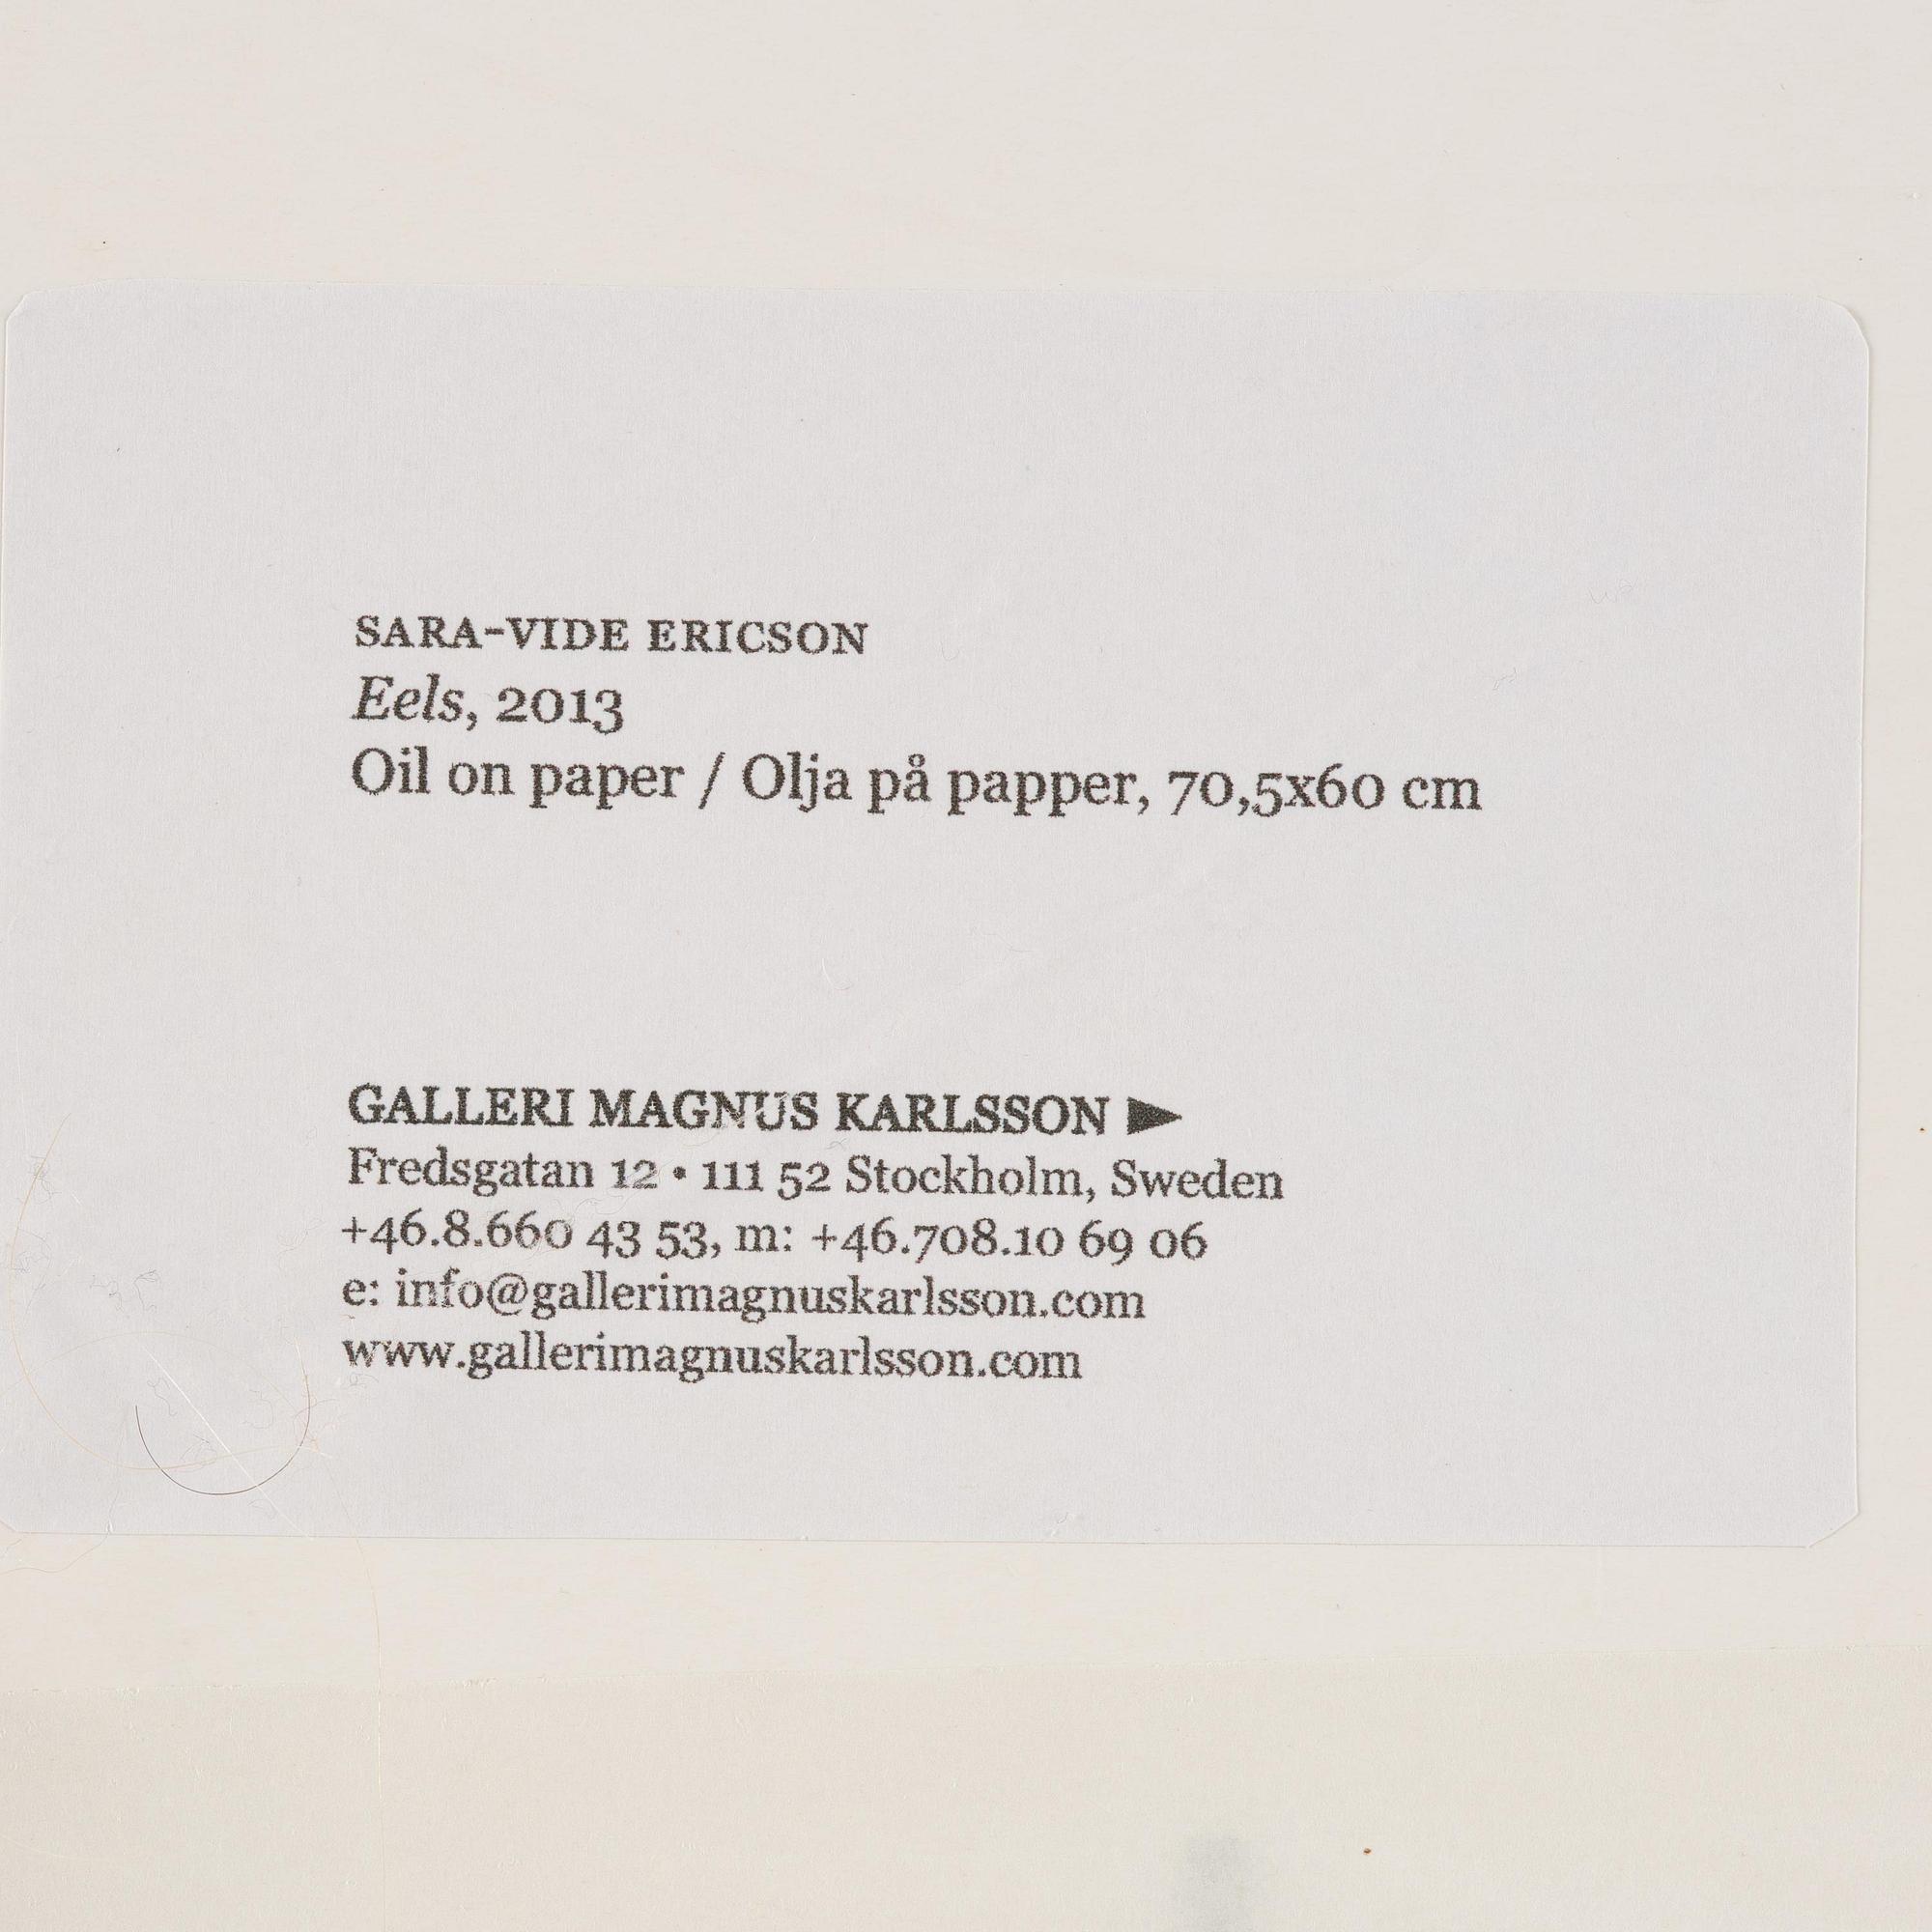 SARA-VIDE ERICSON
Eels, 2013
Oil on paper / Olja på papper, 70,5x60 cm
GALLERI MAGNUS KARLSSON ►
Fredsgatan 12 • 111 52 Stockholm, Sweden
+46.8.660 43 53, m: +46.708.10 69 06
e: info@gallerimagnuskarlsson.com
www.gallerimagnuskarlsson.com